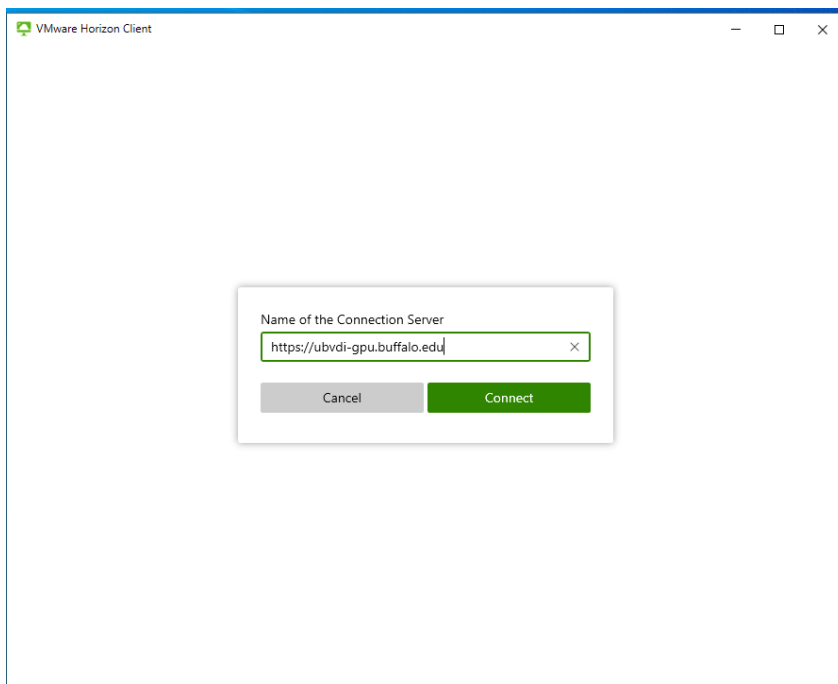 VMware Horizon Client
Name of the Connection Server
https://ubvdi-gpu.buffalo.edu
Cancel
Connect